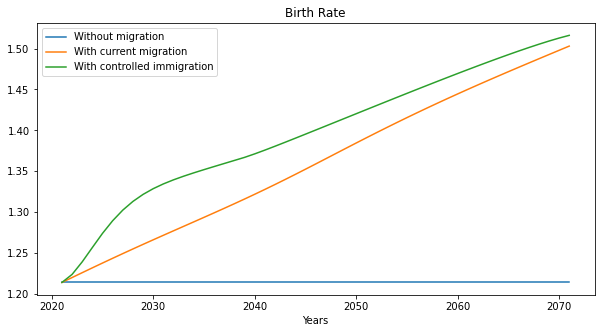 Birth Rate
Without migration
With current migration
With controlled immigration
1.50
1.45
1.40
1.35
1.30
1.25
1.20
2020 2030 2040 2050 2060 2070
Years